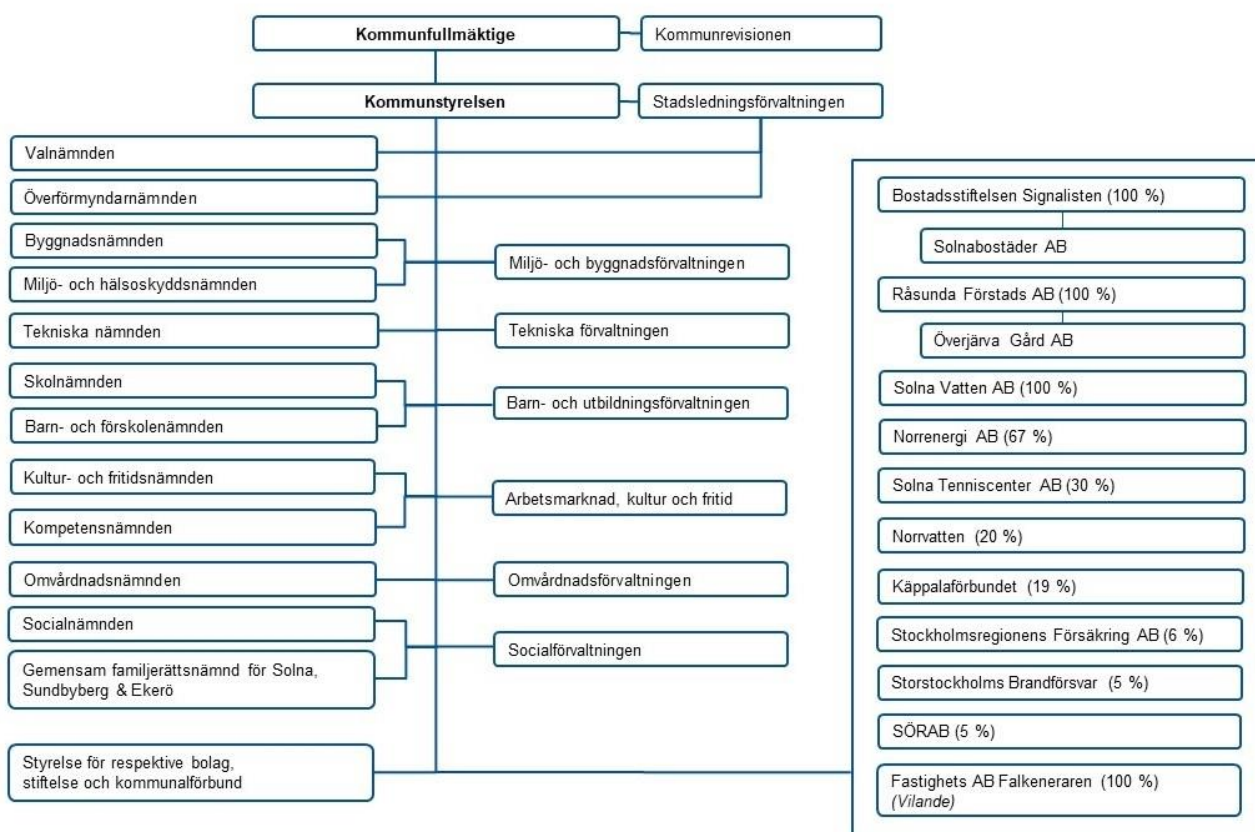 Kommunfullmäktige
Kommunrevisionen
Kommunstyrelsen
Stadsledningsförvaltningen
Valnämnden
Överförmyndarnämnden
Byggnadsnämnden
Miljö- och hälsoskyddsnämnden
Miljö- och byggnadsförvaltningen
Tekniska nämnden
Tekniska förvaltningen
Skolnämnden
Barn- och förskolenämnden
Barn- och utbildningsförvaltningen
Kultur- och fritidsnämnden
Kompetensnämnden
Arbetsmarknad, kultur och fritid
Omvårdnadsnämnden
Omvårdnadsförvaltningen
Socialnämnden
Gemensam familjerättsnämnd för Solna,
Sundbyberg & Ekerö
Socialförvaltningen
Styrelse för respektive bolag,
stiftelse och kommunalförbund
Bostadsstiftelsen Signalisten (100 %)
Solnabostäder AB
Råsunda Förstads AB (100 %)
Överjärva Gård AB
Solna Vatten AB (100 %)
Norrenergi AB (67 %)
Solna Tenniscenter AB (30 %)
Norrvatten (20 %)
Käppalaförbundet (19 %)
Stockholmsregionens Försäkring AB (6 %)
Storstockholms Brandförsvar (5 %)
SÖRAB (5 %)
Fastighets AB Falkeneraren (100 %)
(Vilande)